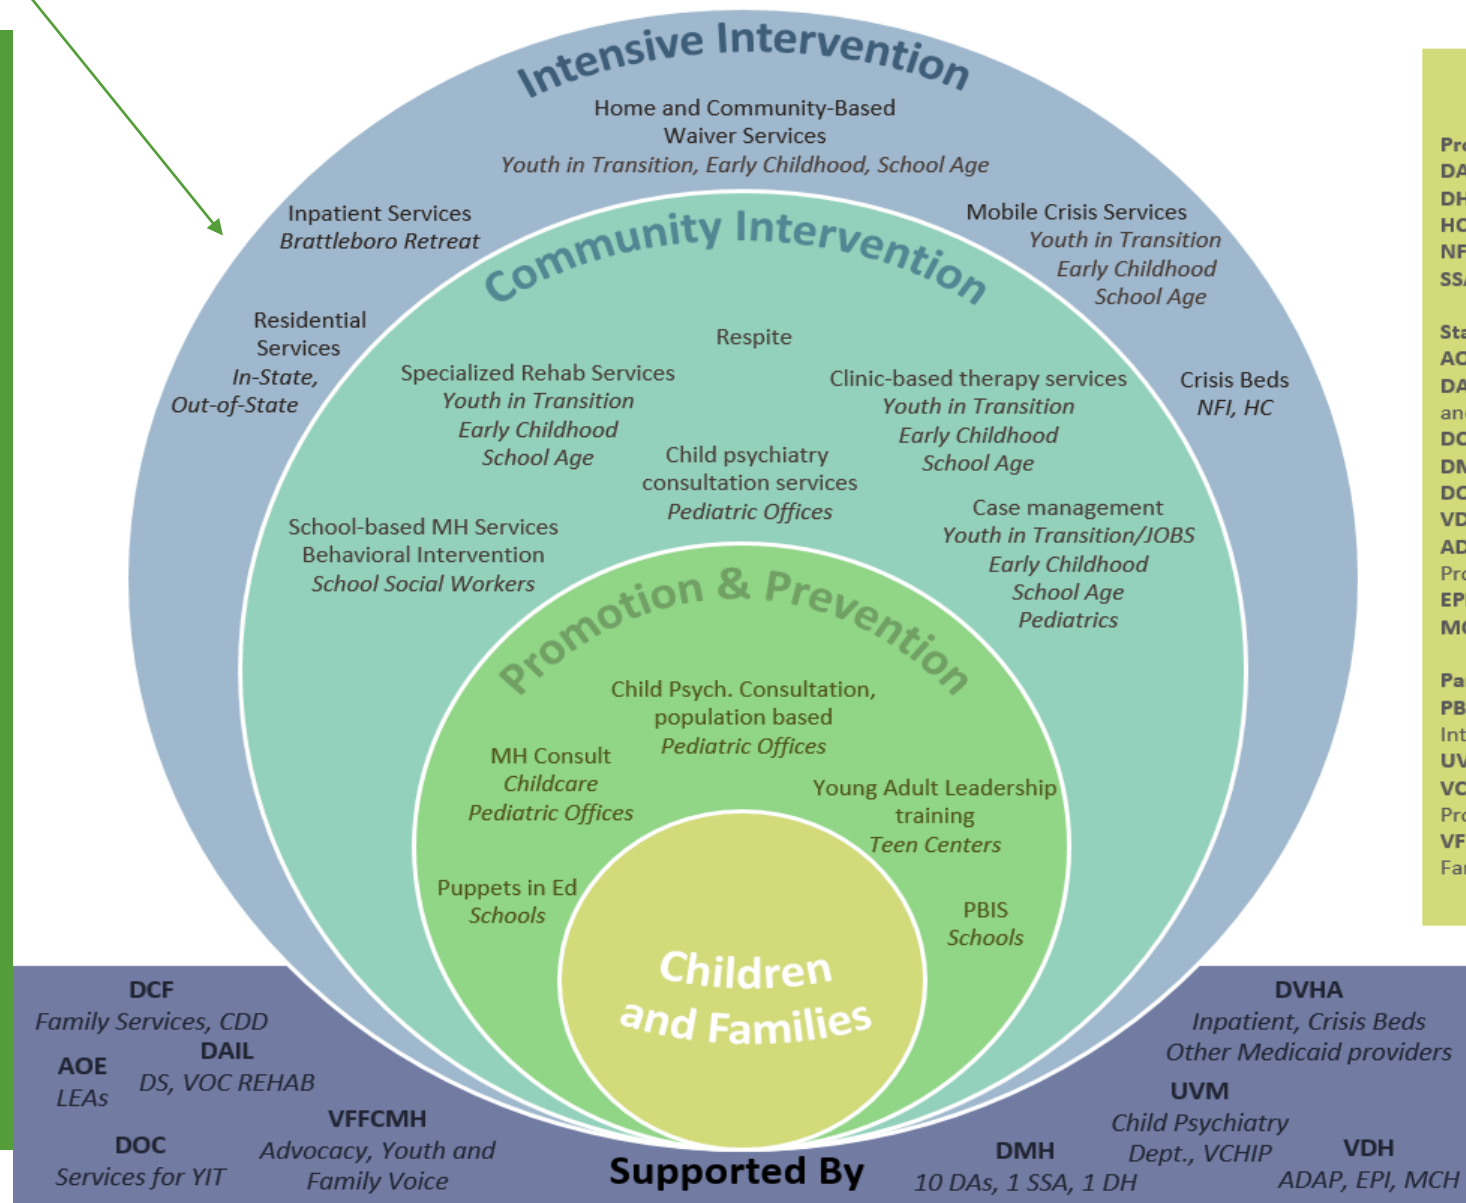 Intensive Intervention
Home and Community-Based
Waiver Services
Youth in Transition, Early Childhood, School Age
Inpatient Services
Brattleboro Retreat
Mobile Crisis Services
Youth in Transition
Early Childhood
School Age
Residential
Services
In-State,
Out-of-State
Crisis Beds
NFI, HC
Community Intervention
Respite
Specialized Rehab Services
Youth in Transition
Early Childhood
School Age
Clinic-based therapy services
Youth in Transition
Early Childhood
School Age
Child psychiatry
consultation services
Pediatric Offices
School-based MH Services
Behavioral Intervention
School Social Workers
Case management
Youth in Transition/JOBS
Early Childhood
School Age
Pediatrics
Promotion & Prevention
Child Psych. Consultation,
population based
Pediatric Offices
MH Consult
Childcare
Pediatric Offices
Young Adult Leadership
training
Teen Centers
Puppets in Ed
Schools
PBIS
Schools
Children
and Families
DCF
Family Services, CDD
AOE
LEAs
DAIL
DS, VOC REHAB
DOC
Services for YIT
VFFCMH
Advocacy, Youth and
Family Voice
Supported By
DMH
10 DAs, 1 SSA, 1 DH
UVM
Child Psychiatry
Dept., VCHIP
DVHA
Inpatient, Crisis Beds
Other Medicaid providers
VDH
ADAP, EPI, MCH